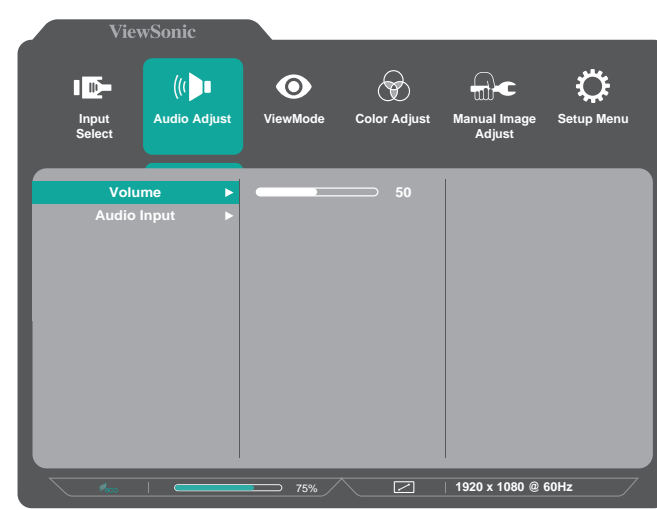 ViewSonic
Input
Select
Audio Adjust
ViewMode
Color Adjust
Manual Image
Adjust
Setup Menu
Volume
50
Audio Input
75%
1920 x 1080 @ 60Hz